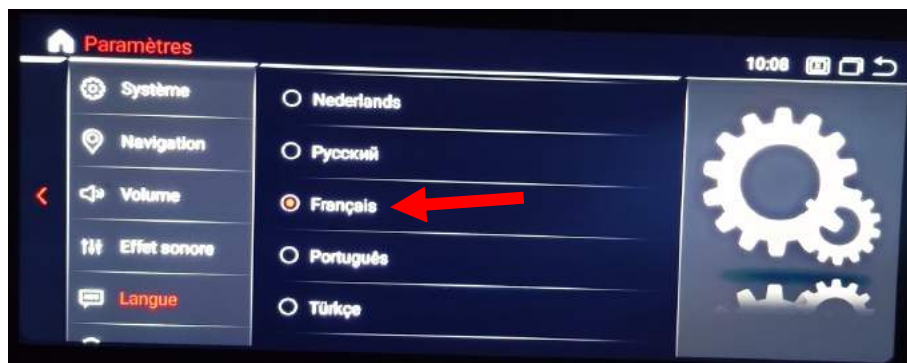 Paramètres
10:08
Système
Navigation
Volume
Effet sonore
Langue
Nederlands
Русский
Français
Português
Türkçe